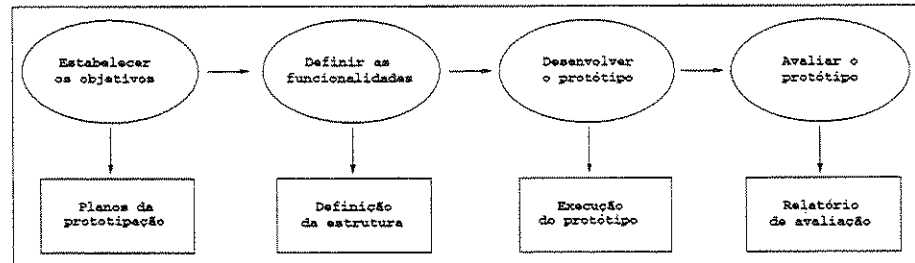 Estabelecer
os objetivos
Definir as
funcionalidades
Desenvolver
o protótipo
Avaliar o
protótipo
Planos da
prototipação
Definição
da estrutura
Execução
do protótipo
Relatório
de avaliação